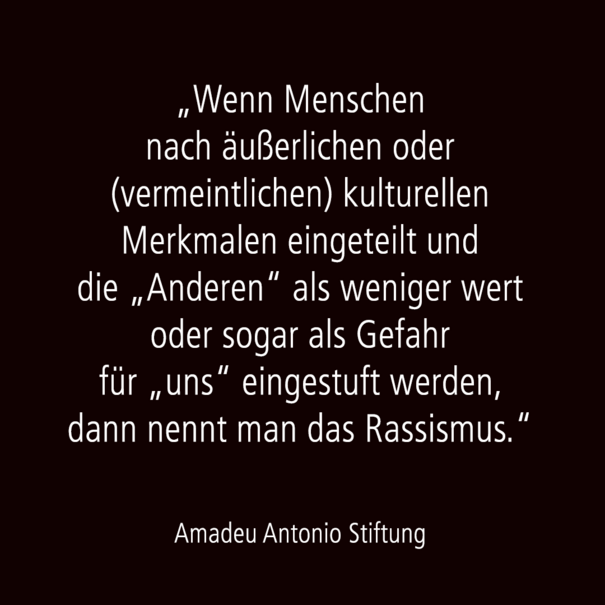 „Wenn Menschen
nach äußerlichen oder
(vermeintlichen) kulturellen
Merkmalen eingeteilt und
die „Anderen“ als weniger wert
oder sogar als Gefahr
für „uns“ eingestuft werden,
dann nennt man das Rassismus.“
Amadeu Antonio Stiftung